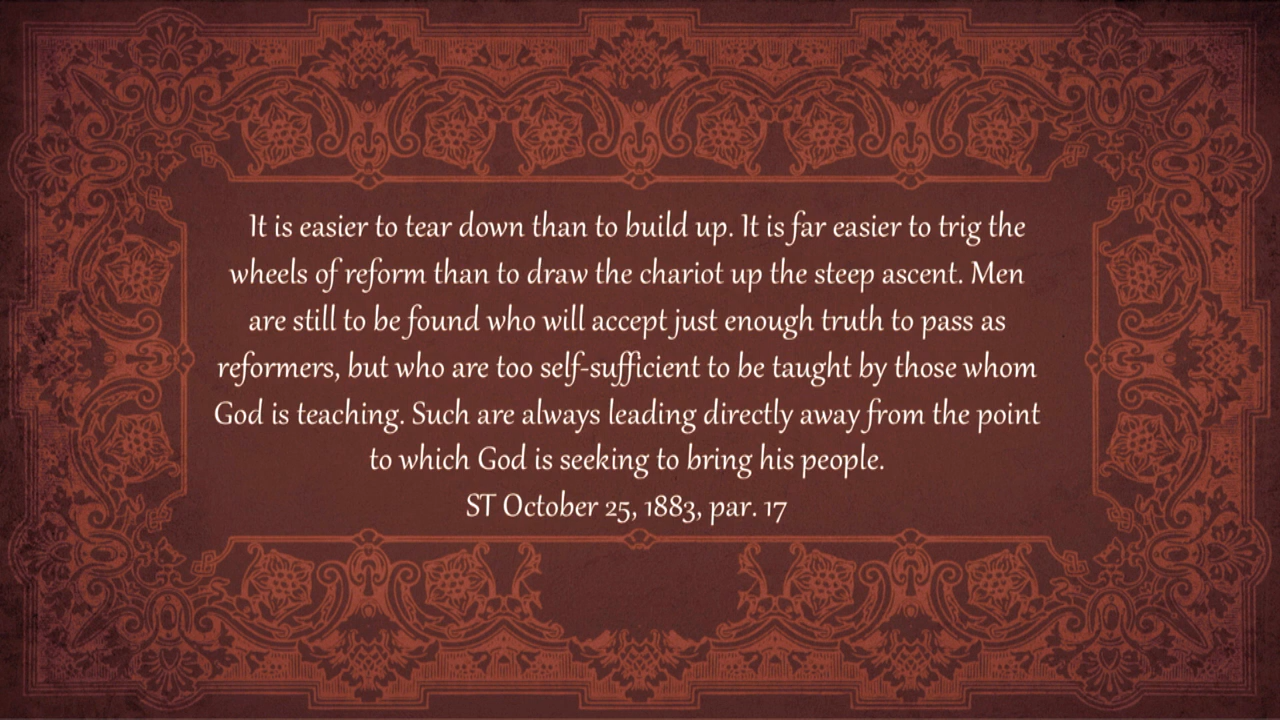 It is easier to tear down than to build up. It is far easier to trig the
wheels of reform than to draw the chariot up the steep ascent. Men
are still to be found who will accept just enough truth to pass as
reformers, but who are too self-sufficient to be taught by those whom
God is teaching. Such are always leading directly away from the point
to which God is seeking to bring his people.
ST October 25, 1883, par. 17